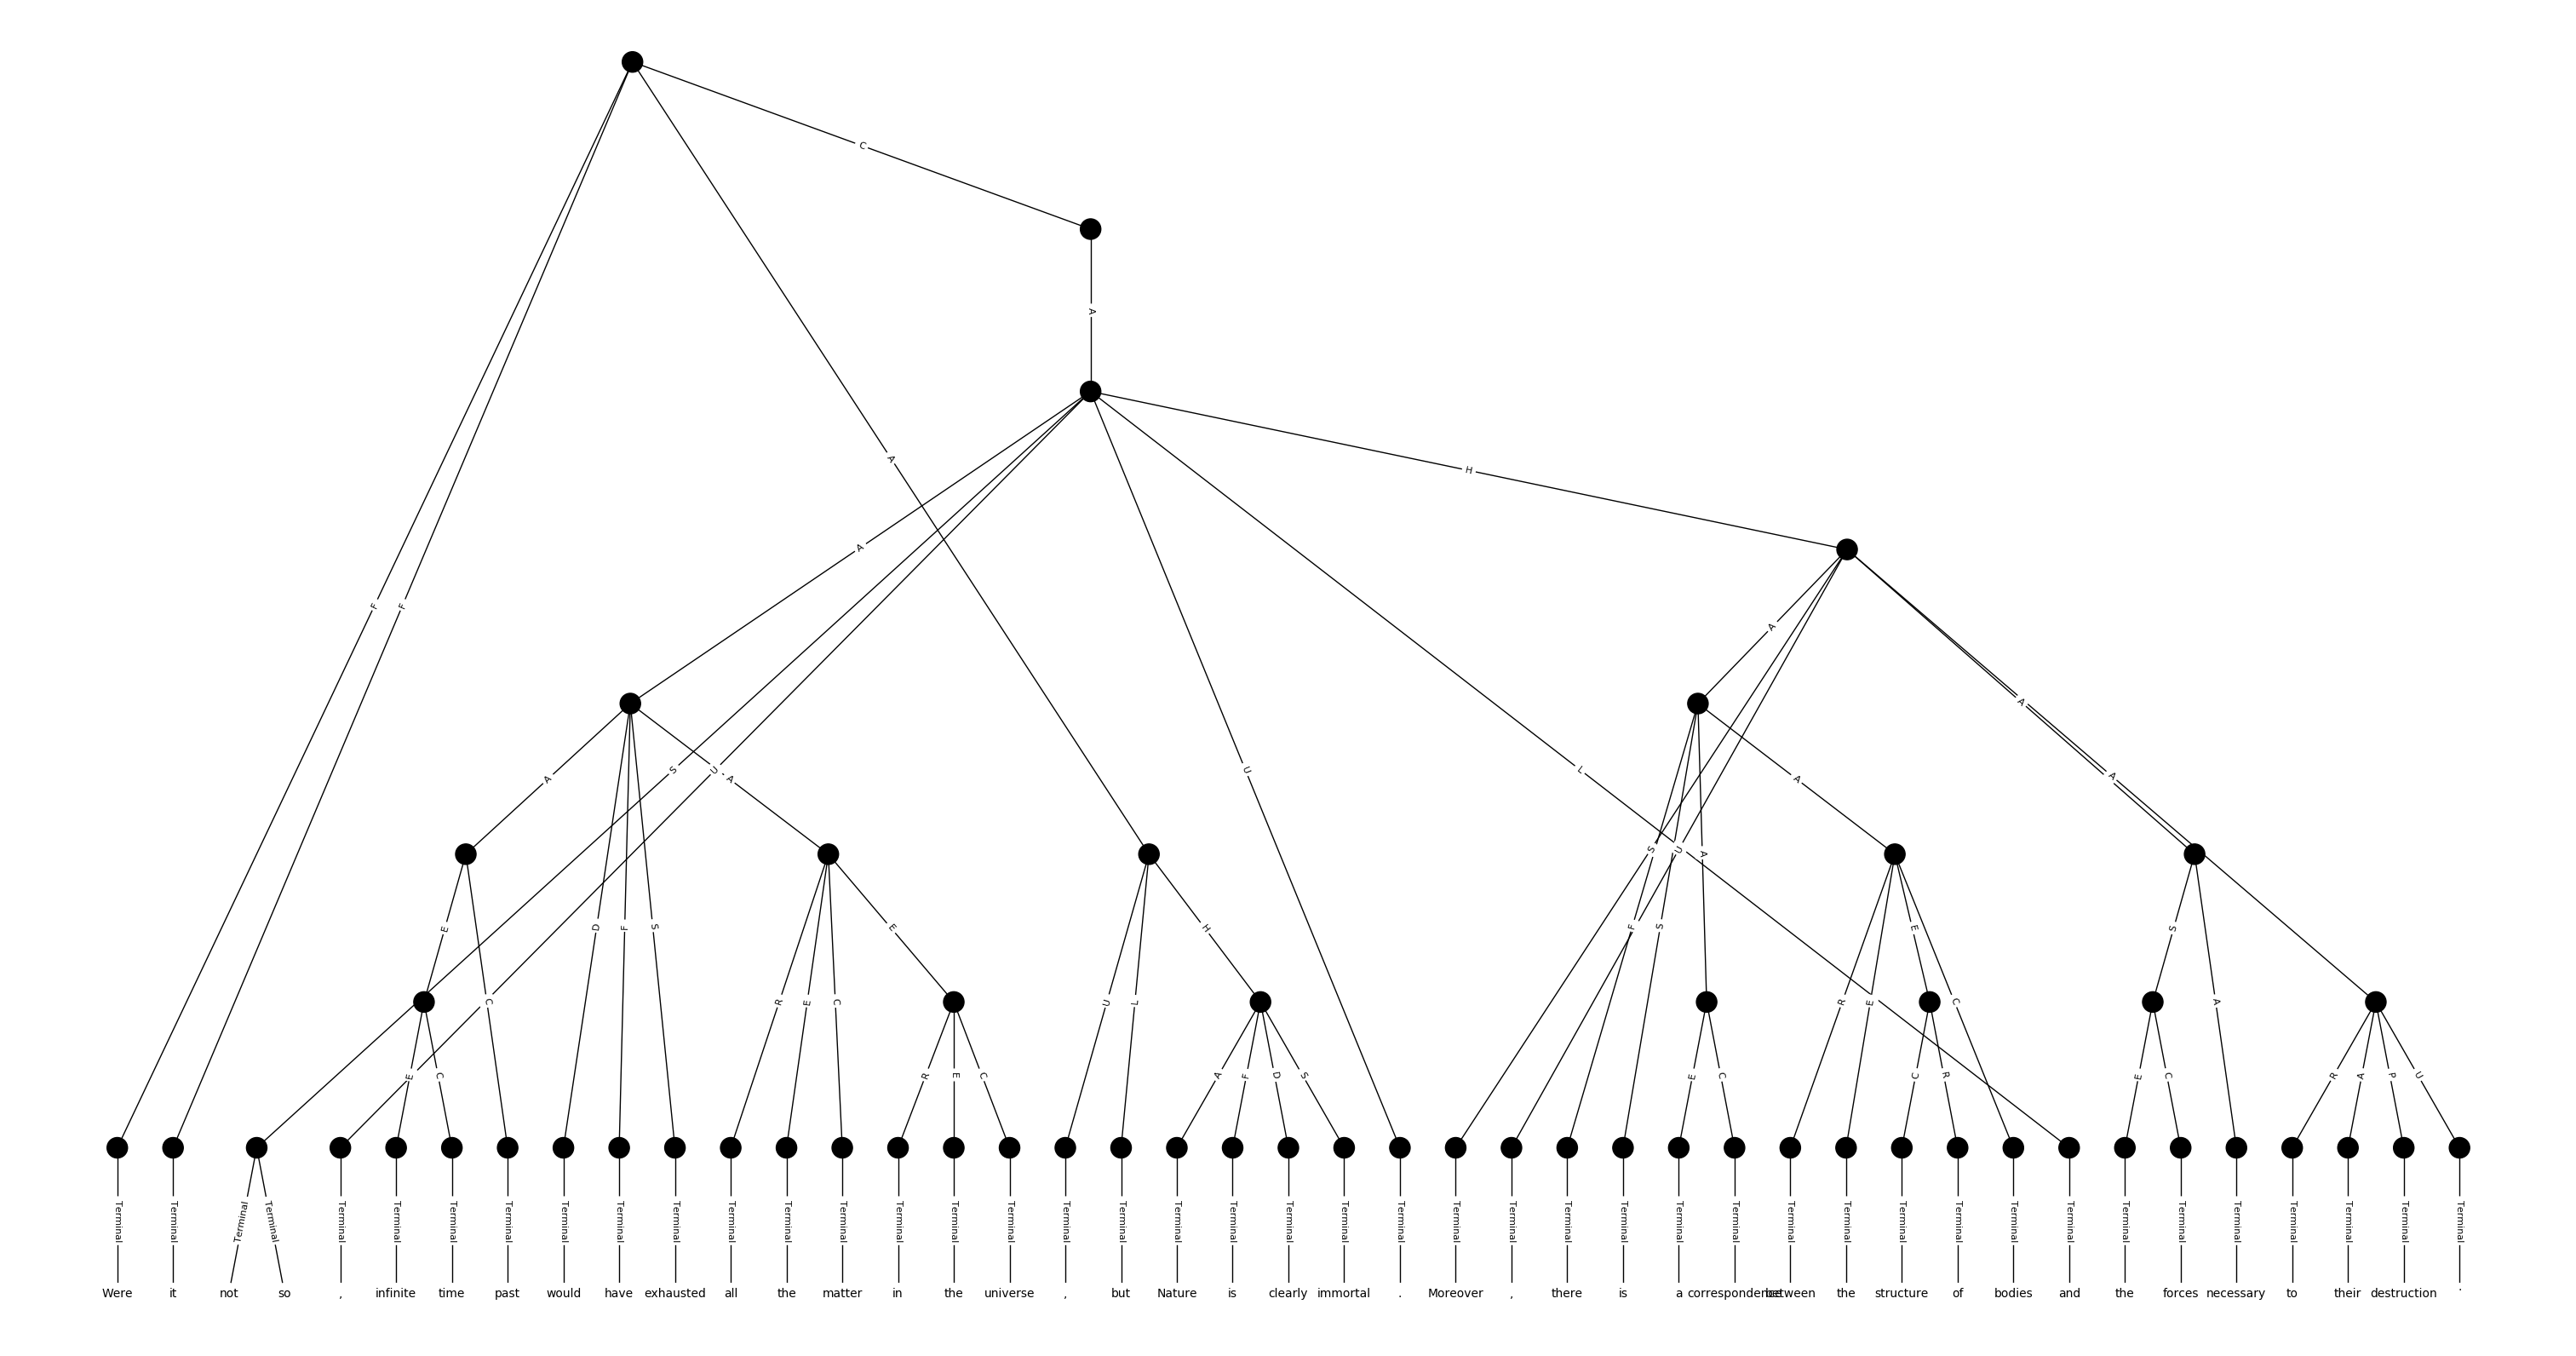 C
A
A
H
F
F
A
A
A
S
U
A
A
U
L
A
A
A
S
U
A
E
C
D
F
S
R
E
C
E
U
L
H
F
S
R
E
E
C
S
A
E
C
R
E
C
A
F
D
S
E
C
C
R
E
C
R
A
P
U
Terminal Terminal Terminal Terminal Terminal Terminal Terminal Terminal Terminal Terminal Terminal Terminal Terminal Terminal Terminal Terminal Terminal Terminal Terminal Terminal Terminal Terminal Terminal Terminal Terminal Terminal Terminal Terminal Terminal Terminal Terminal Terminal Terminal Terminal Terminal Terminal Terminal Terminal Terminal Terminal Terminal Terminal Terminal
Were it not so , infinite time past would have exhausted all the matter in the universe , but Nature is clearly immortal . Moreover , there is a correspondence between the structure of bodies and the forces necessary to their destruction .